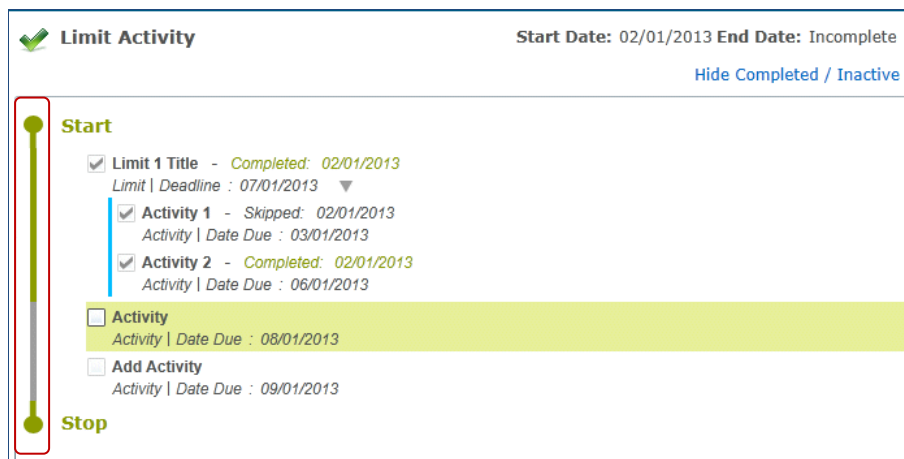 Limit Activity Start Date: 02/01/2013 End Date: Incomplete
Hide Completed / Inactive
Start
Limit 1 Title - Completed: 02/01/2013
Limit | Deadline : 07/01/2013
Activity 1 - Skipped: 02/01/2013
Activity | Date Due : 03/01/2013
Activity 2 - Completed: 02/01/2013
Activity | Date Due : 06/01/2013
Activity
Activity | Date Due : 08/01/2013
Add Activity
Activity | Date Due : 09/01/2013
Stop